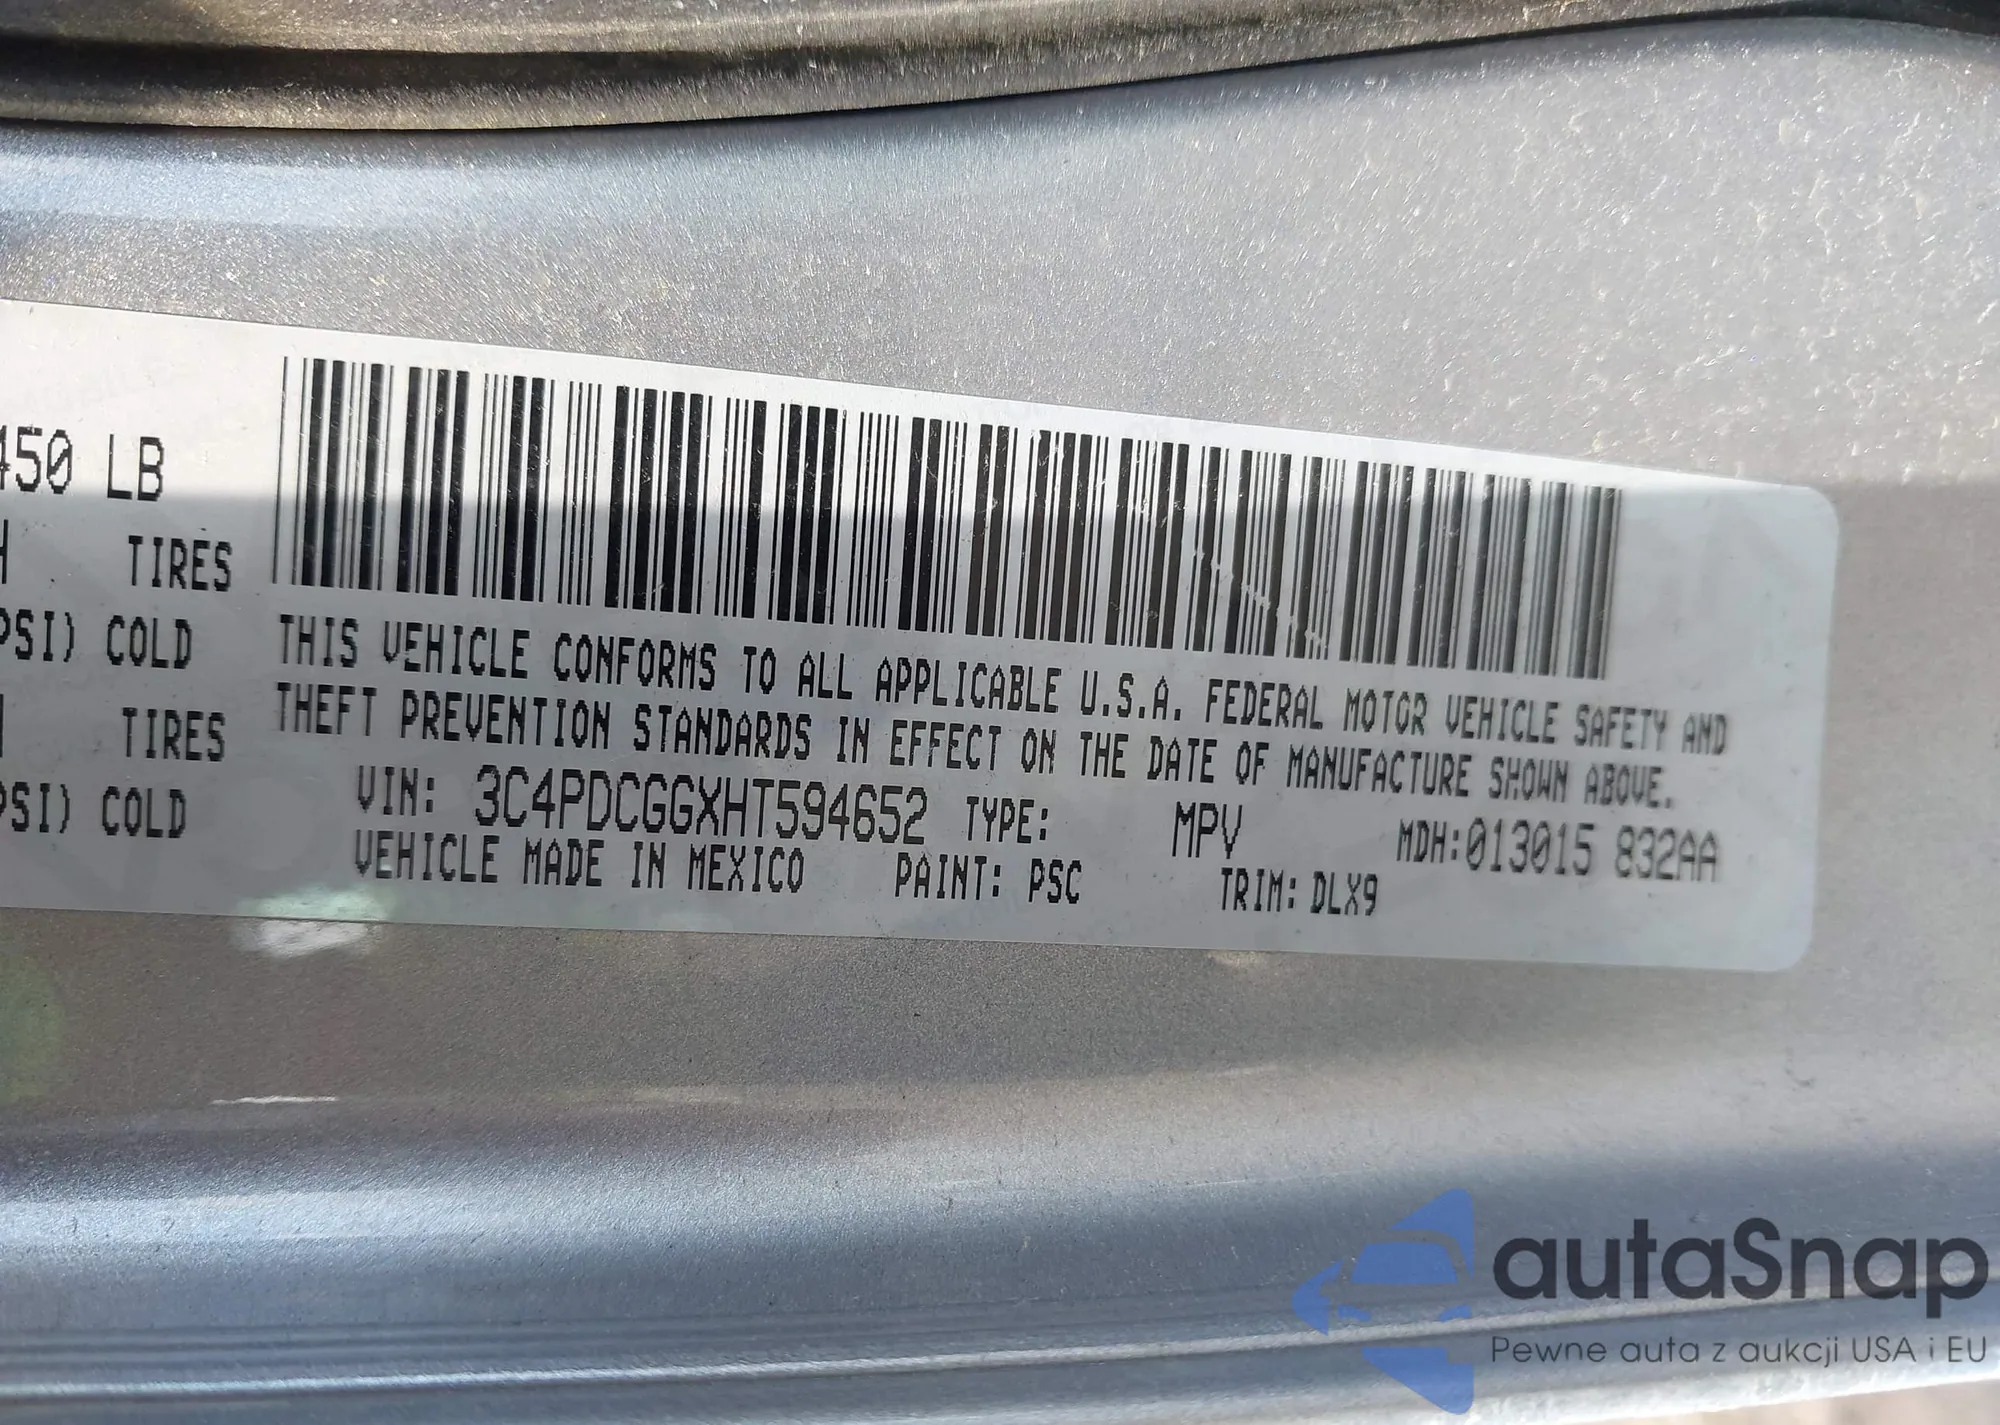 450 LB
TIRES
PSI) COLD
TIRES
PSI) COLD
THIS VEHICLE CONFORMS TO ALL APPLICABLE U.S.A. FEDERAL MOTOR VEHICLE SAFETY AND
THEFT PREVENTION STANDARDS IN EFFECT ON THE DATE OF MANUFACTURE SHOWN ABOVE.
VIN: 3C4PDCGGXHT594652 TYPE: MPV MDH:013015 832AA
VEHICLE MADE IN MEXICO PAINT: PSC TRIM: DLX9
autaSnap
Pewne auta z aukcji USA i EU